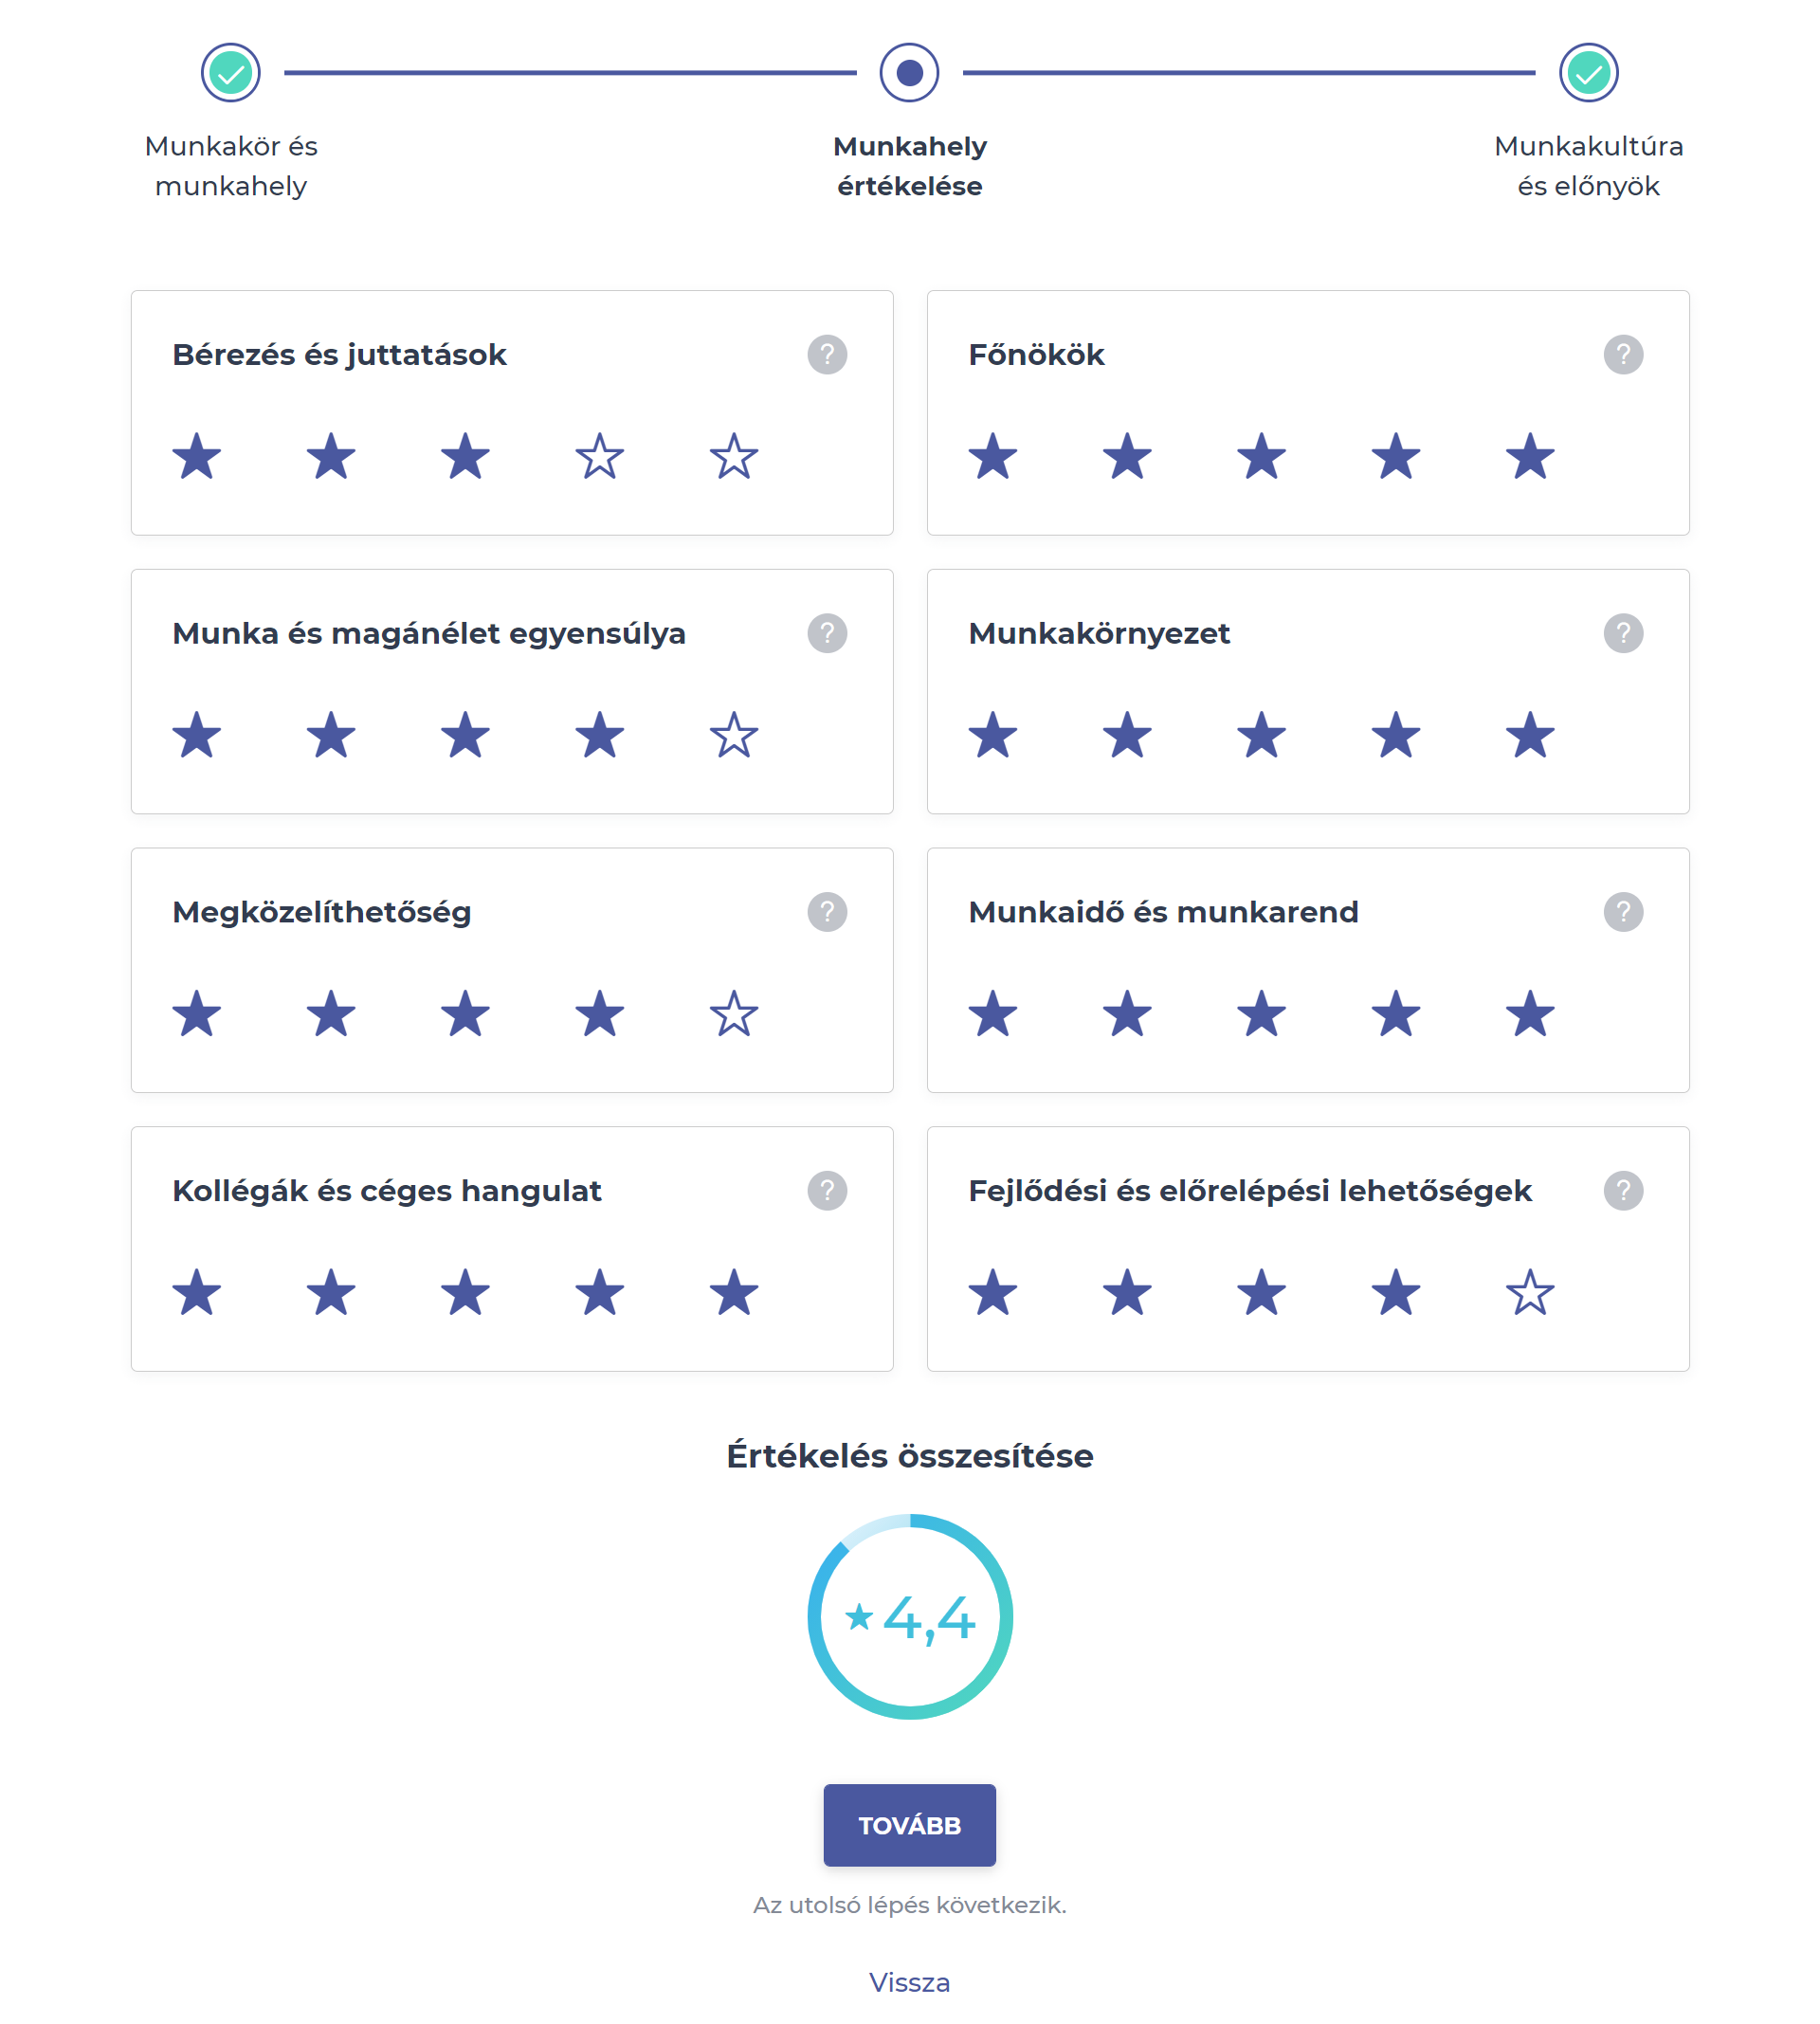 Munkakör és
munkahely
Munkahely
értékelése
Munkakultúra
és előnyök
Bérezés és juttatások
?
Főnökök
?
Munka és magánélet egyensúlya
?
Munkakörnyezet
?
Megközelíthetőség
?
Munkaidő és munkarend
?
Kollégák és céges hangulat
?
Fejlődési és előrelépési lehetőségek
?
Értékelés összesítése
4,4
TOVÁBB
Az utolsó lépés következik.
Vissza